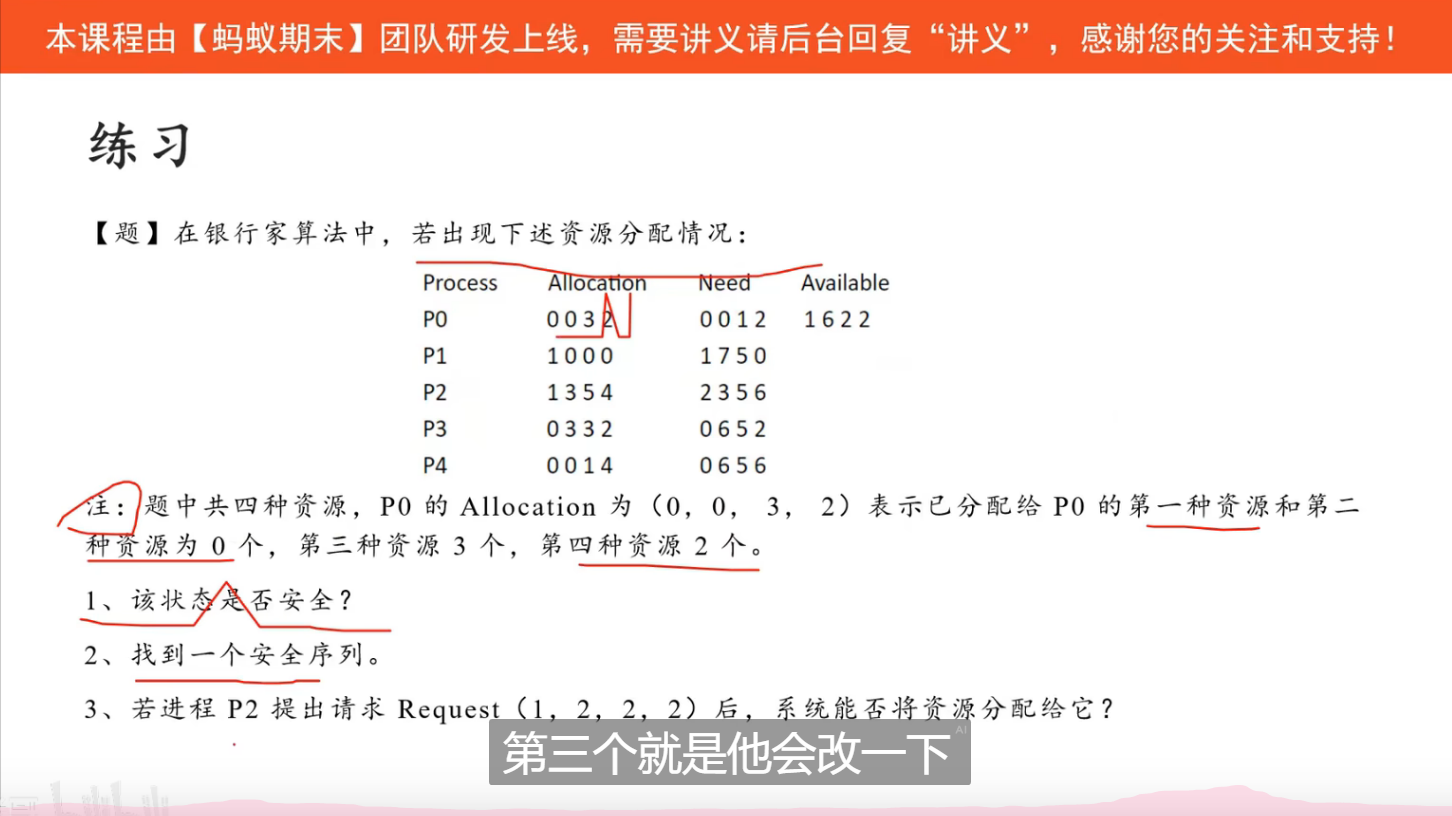 本课程由【蚂蚁期末】团队研发上线，需要讲义请后台回复“讲义”，感谢您的关注和支持！
练习
【题】在银行家算法中，若出现下述资源分配情况：
Process Allocation Need Available
P0 0 0 3 2 0 0 1 2 1 6 2 2
P1 1 0 0 0 1 7 5 0
P2 1 3 5 4 2 3 5 6
P3 0 3 3 2 0 6 5 2
P4 0 0 1 4 0 6 5 6
注：题中共四种资源，P0 的 Allocation 为（0，0， 3， 2）表示已分配给 P0 的第一种资源和第二
种资源为 0 个，第三种资源 3 个，第四种资源 2 个。
1、该状态是否安全？
2、找到一个安全序列。
3、若进程 P2 提出请求 Request（1，2，2，2）后，系统能否将资源分配给它？
第三个就是他会改一下
AI